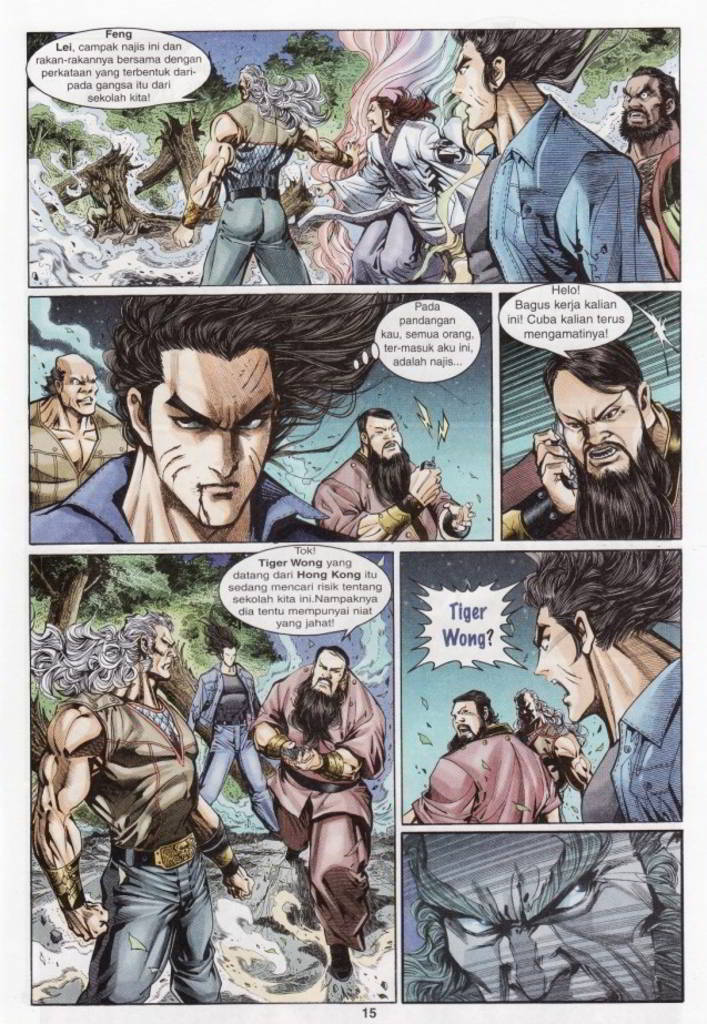 Feng
Lei, campak najis ini dan
rakan-rakannya bersama dengan
perkataan yang terbentuk dari-
pada gangsa itu dari
sekolah kita!
Pada
pandangan
kau, semua orang,
ter-masuk aku ini,
adalah najis...
Helo!
Bagus kerja kalian
ini! Cuba kalian terus
mengamatinya!
Tok!
Tiger Wong yang
datang dari Hong Kong itu
sedang mencari risik tentang
sekolah kita ini.Nampaknya
dia tentu mempunyai niat
yang jahat!
Tiger
Wong?
15